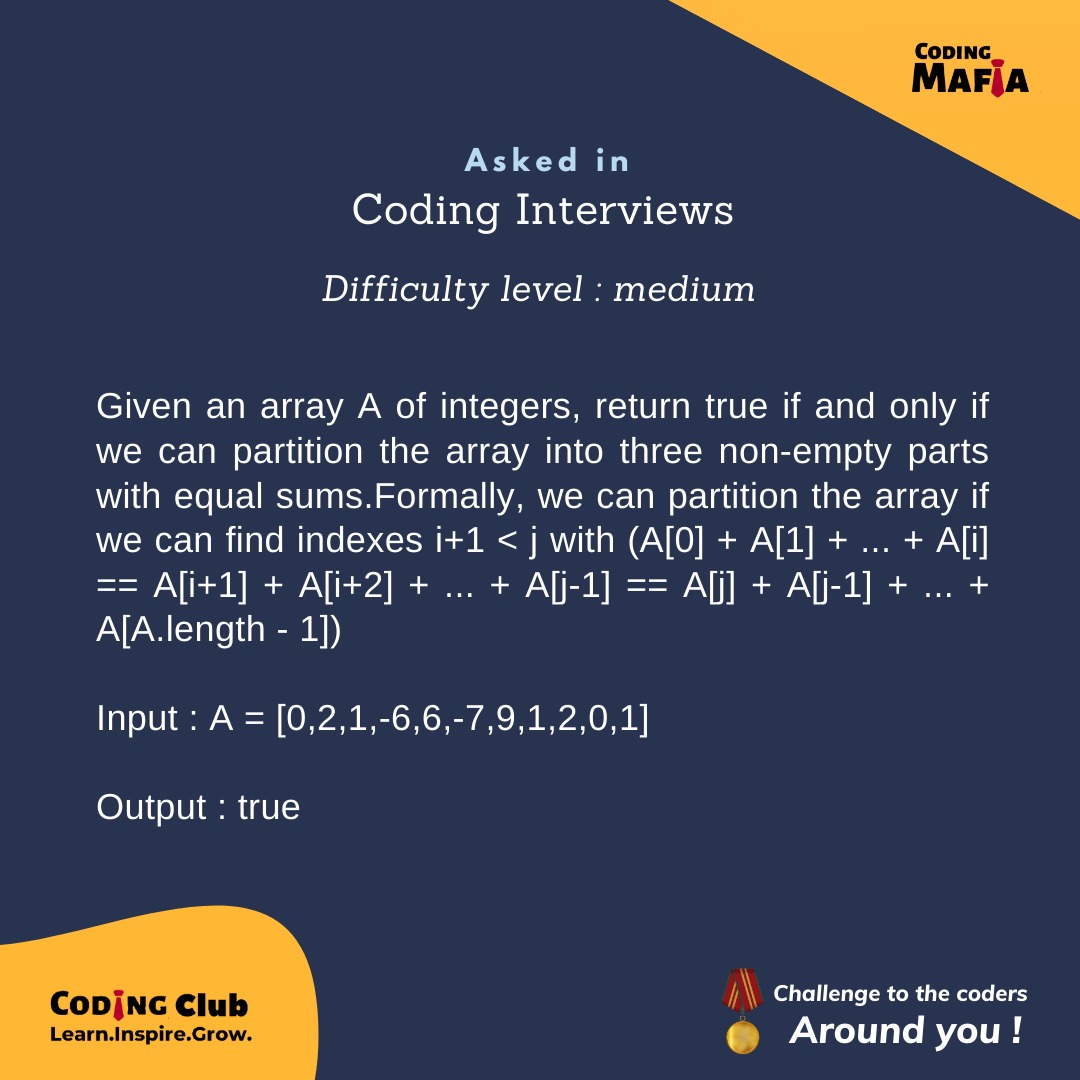 CODING
MAFIA
Asked in
Coding Interviews
Difficulty level : medium
Given an array A of integers, return true if and only if
we can partition the array into three non-empty parts
with equal sums.Formally, we can partition the array if
we can find indexes i+1 < j with (A[0] + A[1] + ... + A[i]
== A[i+1] + A[i+2] + ... + A[j-1] == A[j] + A[j-1] + ... +
A[A.length - 1])
Input : A = [0,2,1,-6,6,-7,9,1,2,0,1]
Output : true
CODING Club
Learn.Inspire.Grow.
Challenge to the coders
Around you !